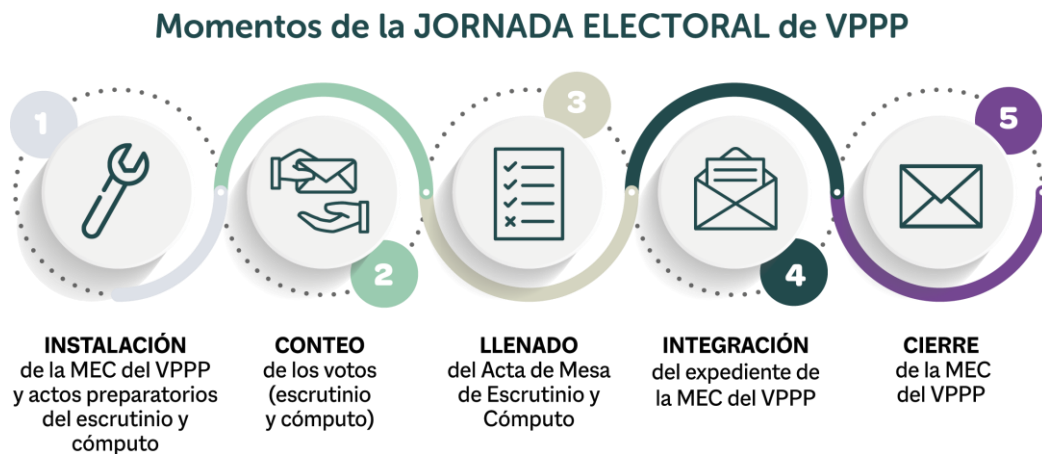 Momentos de la JORNADA ELECTORAL de VPPP
1
INSTALACIÓN
de la MEC del VPPP
y actos preparatorios
del escrutinio y
cómputo
2
CONTEO
de los votos
(escrutinio
y cómputo)
3
LLENADO
del Acta de Mesa
de Escrutinio y
Cómputo
4
INTEGRACIÓN
del expediente de
la MEC del VPPP
5
CIERRE
de la MEC
del VPPP